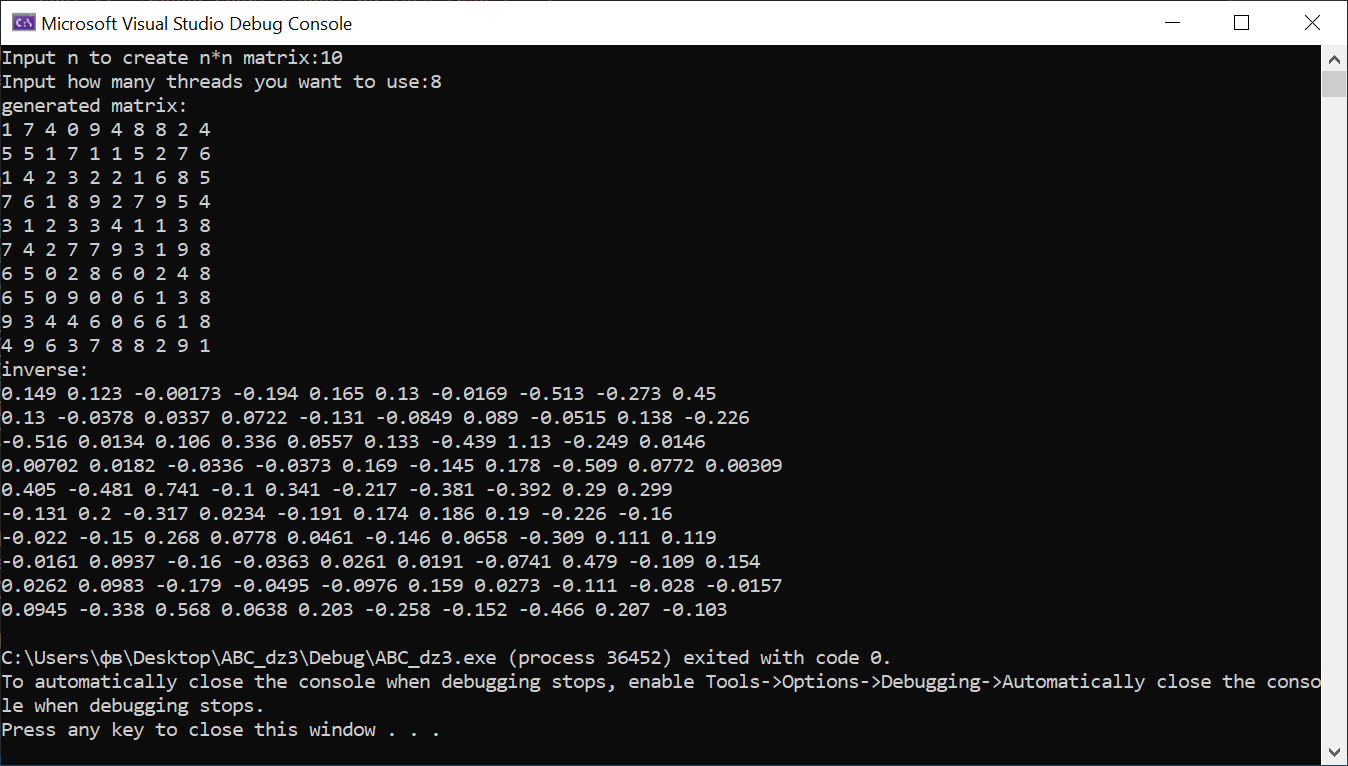 Microsoft Visual Studio Debug Console
Input n to create n*n matrix:10
Input how many threads you want to use:8
generated matrix:
1 7 4 0 9 4 8 8 2 4
5 5 1 7 1 1 5 2 7 6
1 4 2 3 2 2 1 6 8 5
7 6 1 8 9 2 7 9 5 4
3 1 2 3 3 4 1 1 3 8
7 4 2 7 7 9 3 1 9 8
6 5 0 2 8 6 0 2 4 8
6 5 0 9 0 0 6 1 3 8
9 3 4 4 6 0 6 6 1 8
4 9 6 3 7 8 8 2 9 1
inverse:
0.149 0.123 -0.00173 -0.194 0.165 0.13 -0.0169 -0.513 -0.273 0.45
0.13 -0.0378 0.0337 0.0722 -0.131 -0.0849 0.089 -0.0515 0.138 -0.226
-0.516 0.0134 0.106 0.336 0.0557 0.133 -0.439 1.13 -0.249 0.0146
0.00702 0.0182 -0.0336 -0.0373 0.169 -0.145 0.178 -0.509 0.0772 0.00309
0.405 -0.481 0.741 -0.1 0.341 -0.217 -0.381 -0.392 0.29 0.299
-0.131 0.2 -0.317 0.0234 -0.191 0.174 0.186 0.19 -0.226 -0.16
-0.022 -0.15 0.268 0.0778 0.0461 -0.146 0.0658 -0.309 0.111 0.119
-0.0161 0.0937 -0.16 -0.0363 0.0261 0.0191 -0.0741 0.479 -0.109 0.154
0.0262 0.0983 -0.179 -0.0495 -0.0976 0.159 0.0273 -0.111 -0.028 -0.0157
0.0945 -0.338 0.568 0.0638 0.203 -0.258 -0.152 -0.466 0.207 -0.103
C:\Users\фв\Desktop\ABC_dz3\Debug\ABC_dz3.exe (process 36452) exited with code 0.
To automatically close the console when debugging stops, enable Tools->Options->Debugging->Automatically close the conso
le when debugging stops.
Press any key to close this window . . .